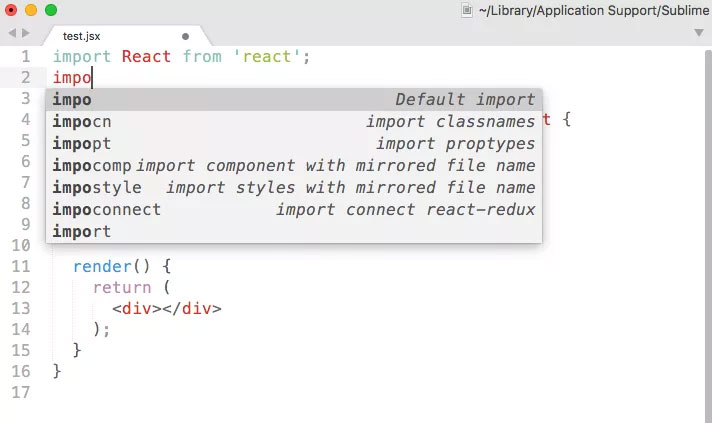 ~/Library/Application Support/Sublime
test.jsx
1 import React from 'react';
2 impo
3 impo Default import
4 impocn import classnames t {
5 impopt import proptypes
6 impocomp import component with mirrored file name
7 impostyle import styles with mirrored file name
8 impoconnect import connect react-redux
9 import
10
11 render() {
12 return (
13 <div></div>
14 );
15 }
16 }
17